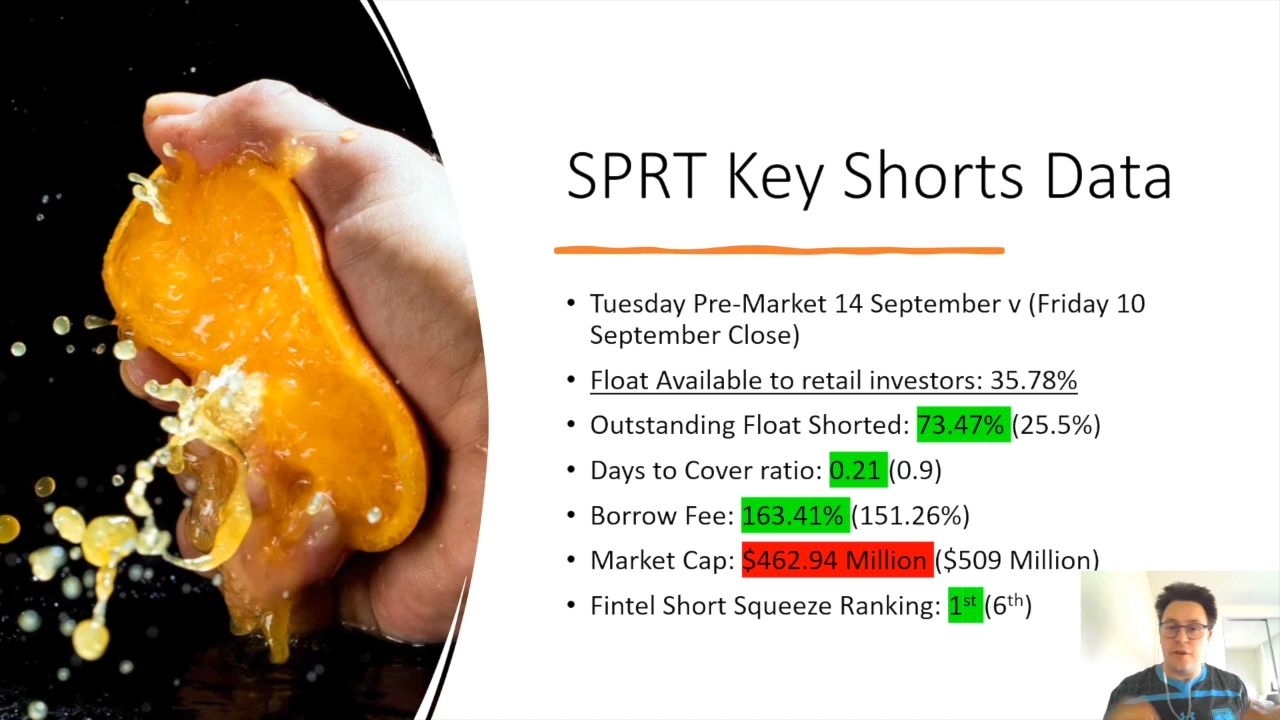 SPRT Key Shorts Data
• Tuesday Pre-Market 14 September v (Friday 10
September Close)
• Float Available to retail investors: 35.78%
• Outstanding Float Shorted: 73.47% (25.5%)
• Days to Cover ratio: 0.21 (0.9)
• Borrow Fee: 163.41% (151.26%)
• Market Cap: $462.94 Million ($509 Million)
• Fintel Short Squeeze Ranking: 1st (6th)